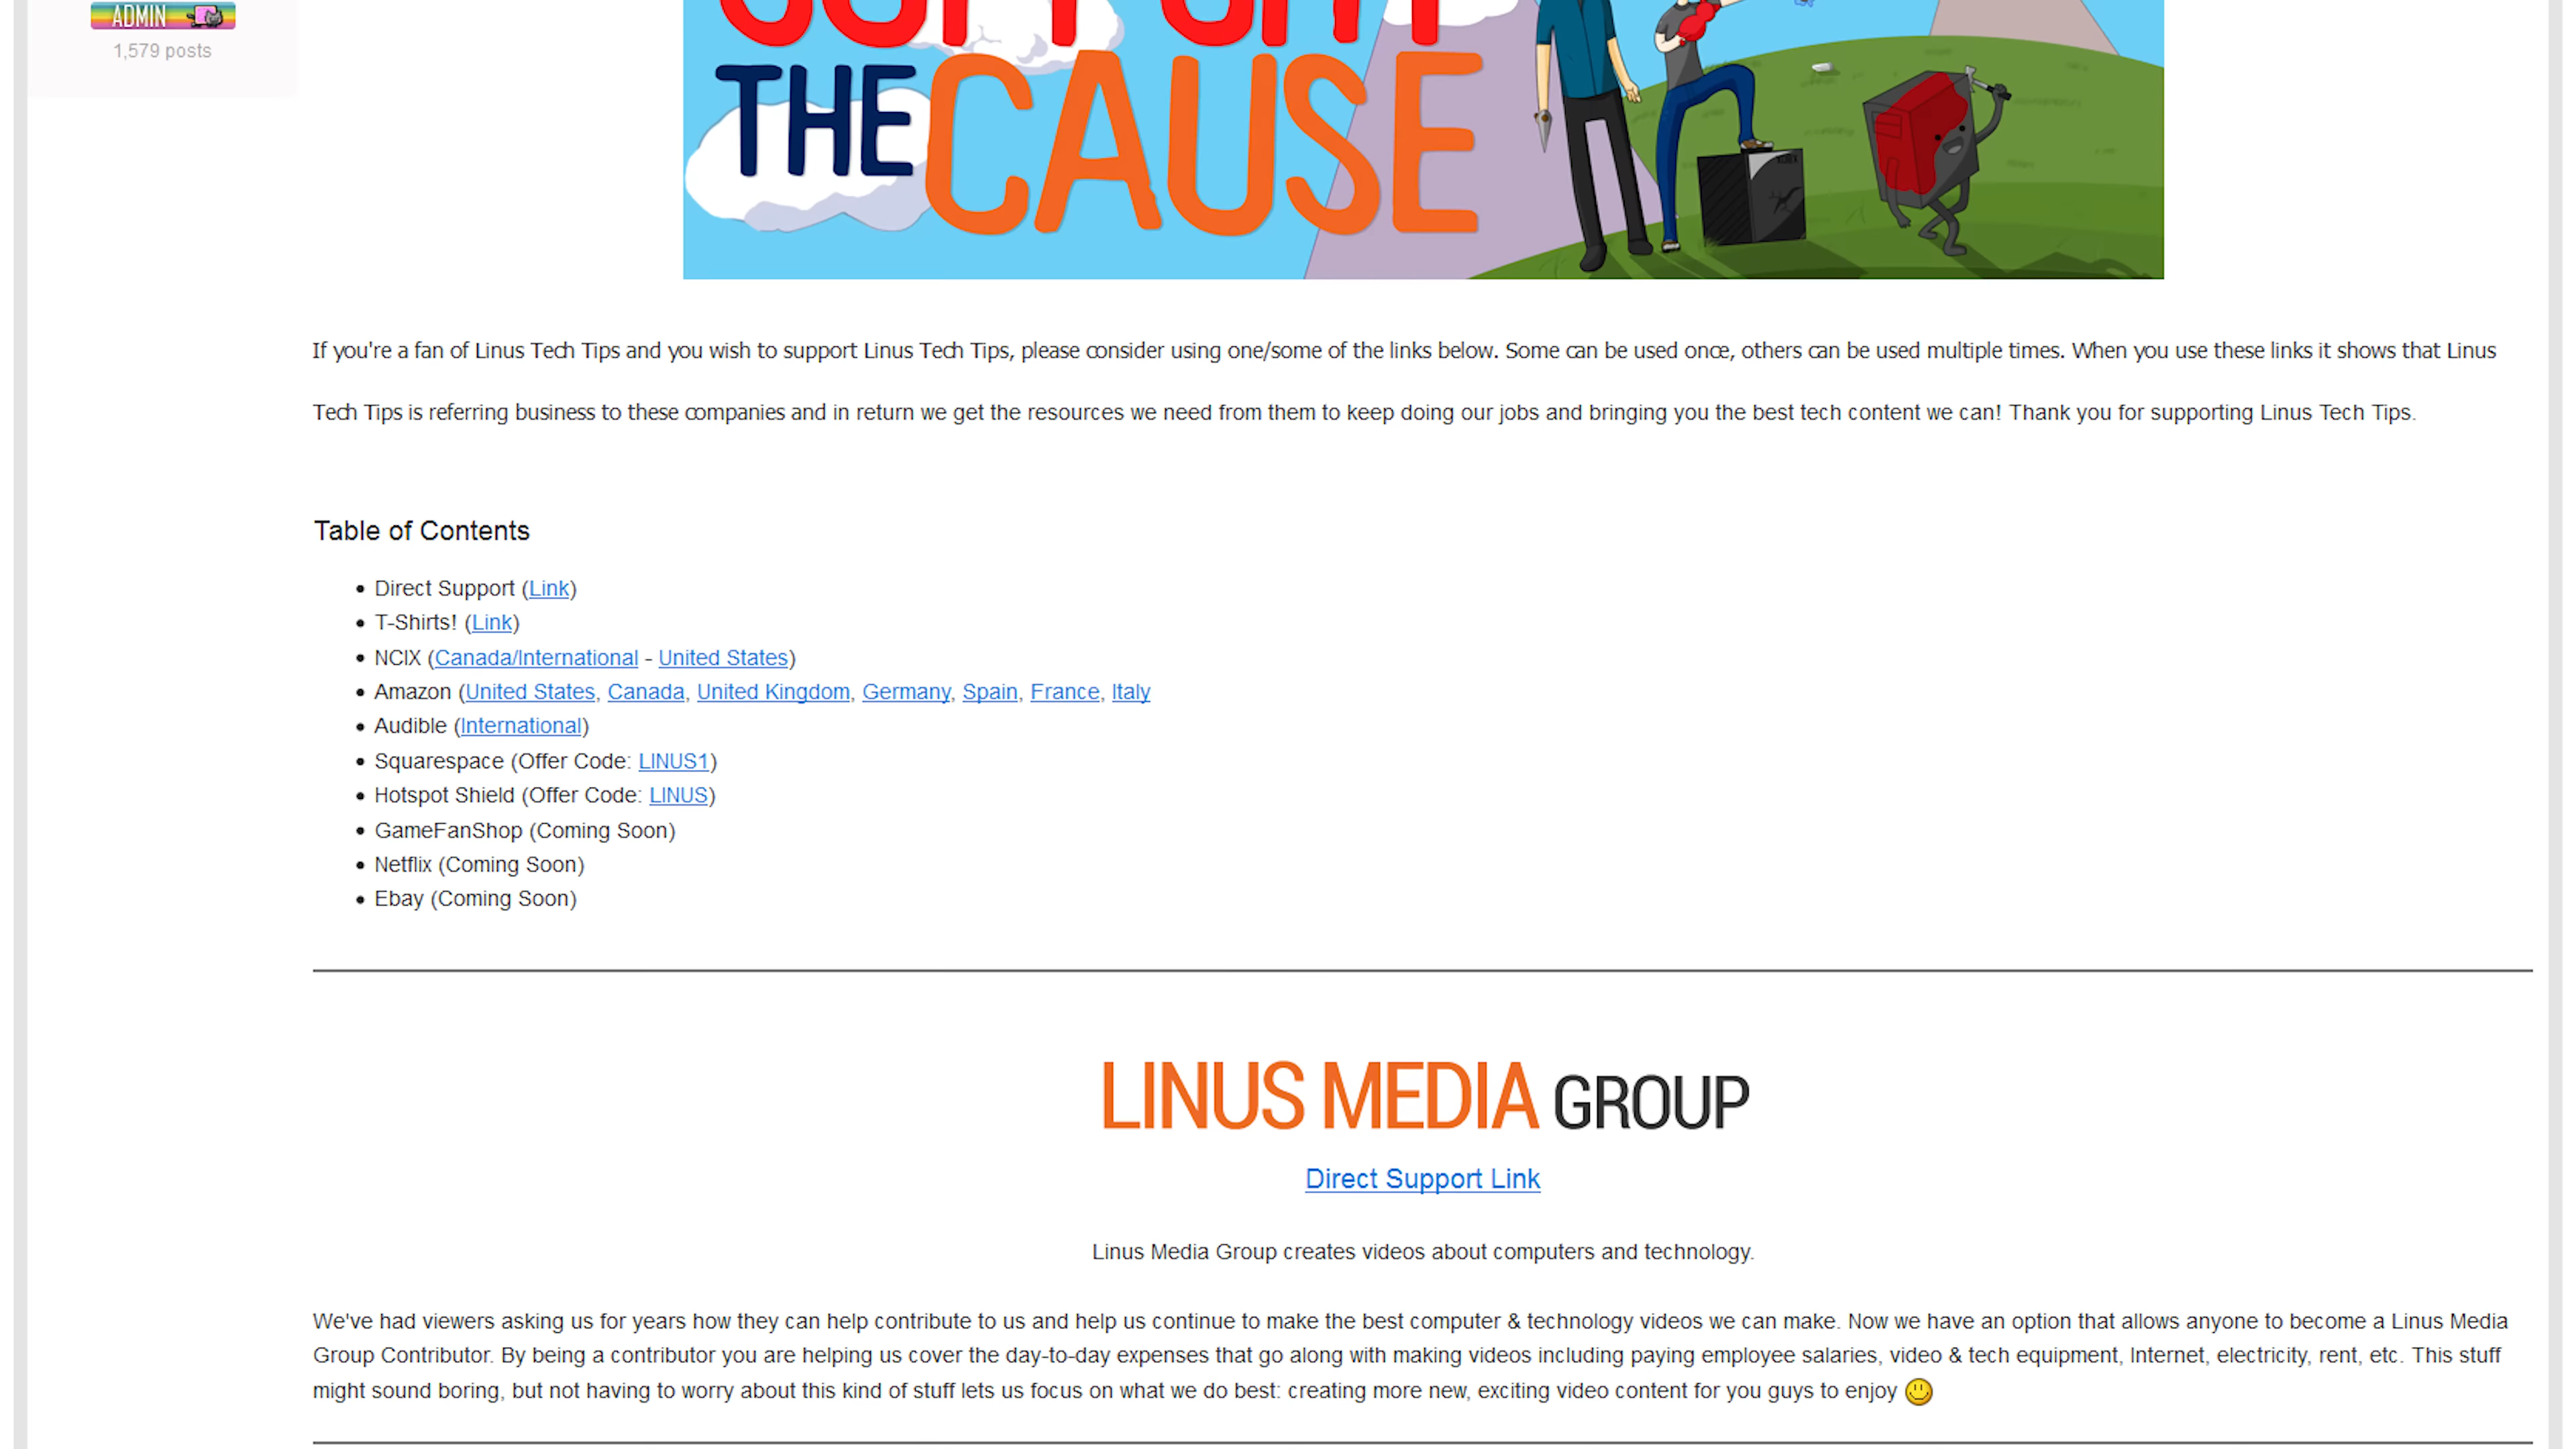 ADMIN
1,579 posts
SUPPORT
THE CAUSE
If you're a fan of Linus Tech Tips and you wish to support Linus Tech Tips, please consider using one/some of the links below. Some can be used once, others can be used multiple times. When you use these links it shows that Linus
Tech Tips is referring business to these companies and in return we get the resources we need from them to keep doing our jobs and bringing you the best tech content we can! Thank you for supporting Linus Tech Tips.
Table of Contents
• Direct Support (Link)
• T-Shirts! (Link)
• NCIX (Canada/International - United States)
• Amazon (United States, Canada, United Kingdom, Germany, Spain, France, Italy
• Audible (International)
• Squarespace (Offer Code: LINUS1)
• Hotspot Shield (Offer Code: LINUS)
• GameFanShop (Coming Soon)
• Netflix (Coming Soon)
• Ebay (Coming Soon)
LINUS MEDIA GROUP
Direct Support Link
Linus Media Group creates videos about computers and technology.
We've had viewers asking us for years how they can help contribute to us and help us continue to make the best computer & technology videos we can make. Now we have an option that allows anyone to become a Linus Media
Group Contributor. By being a contributor you are helping us cover the day-to-day expenses that go along with making videos including paying employee salaries, video & tech equipment, Internet, electricity, rent, etc. This stuff
might sound boring, but not having to worry about this kind of stuff lets us focus on what we do best: creating more new, exciting video content for you guys to enjoy